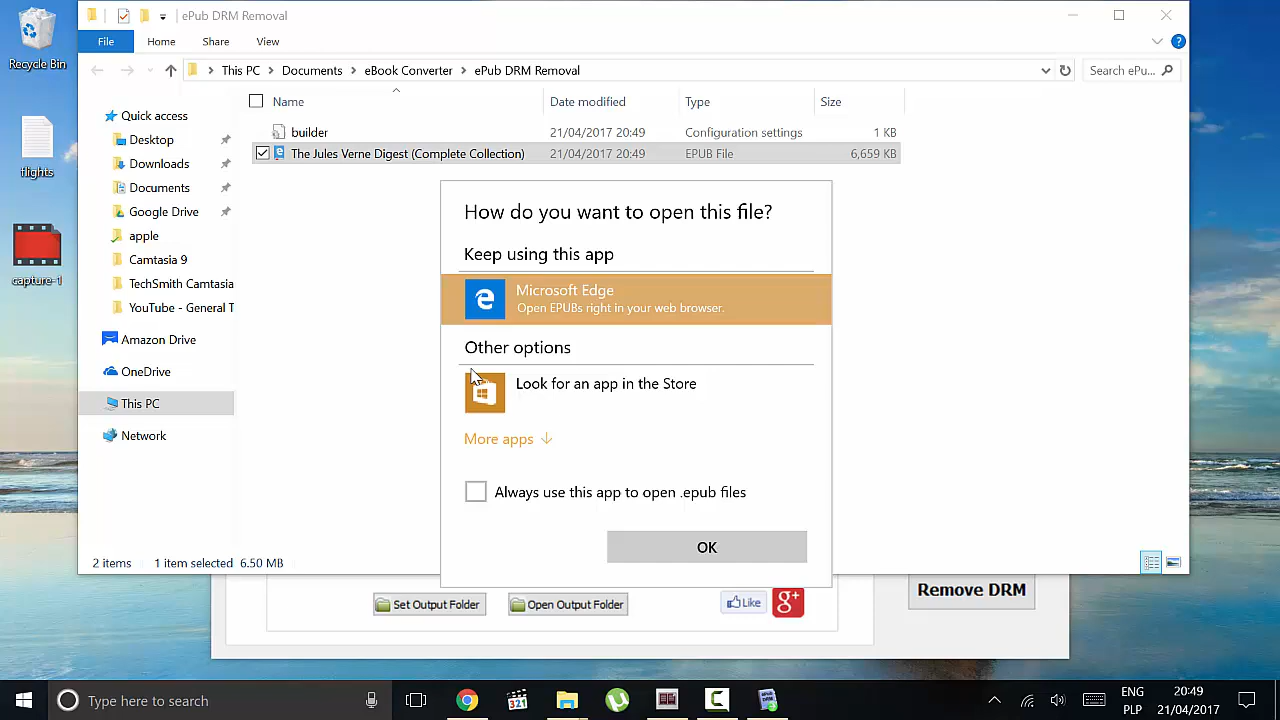 Recycle Bin
flights
capture-1
ePub DRM Removal
File
Home
Share
View
This PC
Documents
eBook Converter
ePub DRM Removal
Search ePu...
Name
Date modified
Type
Size
builder
21/04/2017 20:49
Configuration settings
1 KB
The Jules Verne Digest (Complete Collection)
21/04/2017 20:49
EPUB File
6,659 KB
Quick access
Desktop
Downloads
Documents
Google Drive
apple
Camtasia 9
TechSmith Camtasia
YouTube - General T
Amazon Drive
OneDrive
This PC
Network
2 items
1 item selected 6.50 MB
How do you want to open this file?
Keep using this app
Microsoft Edge
Open EPUBs right in your web browser.
Other options
Look for an app in the Store
More apps
Always use this app to open .epub files
OK
Set Output Folder
Open Output Folder
Like
g+
Remove DRM
Type here to search
321
ENG
PLP
20:49
21/04/2017